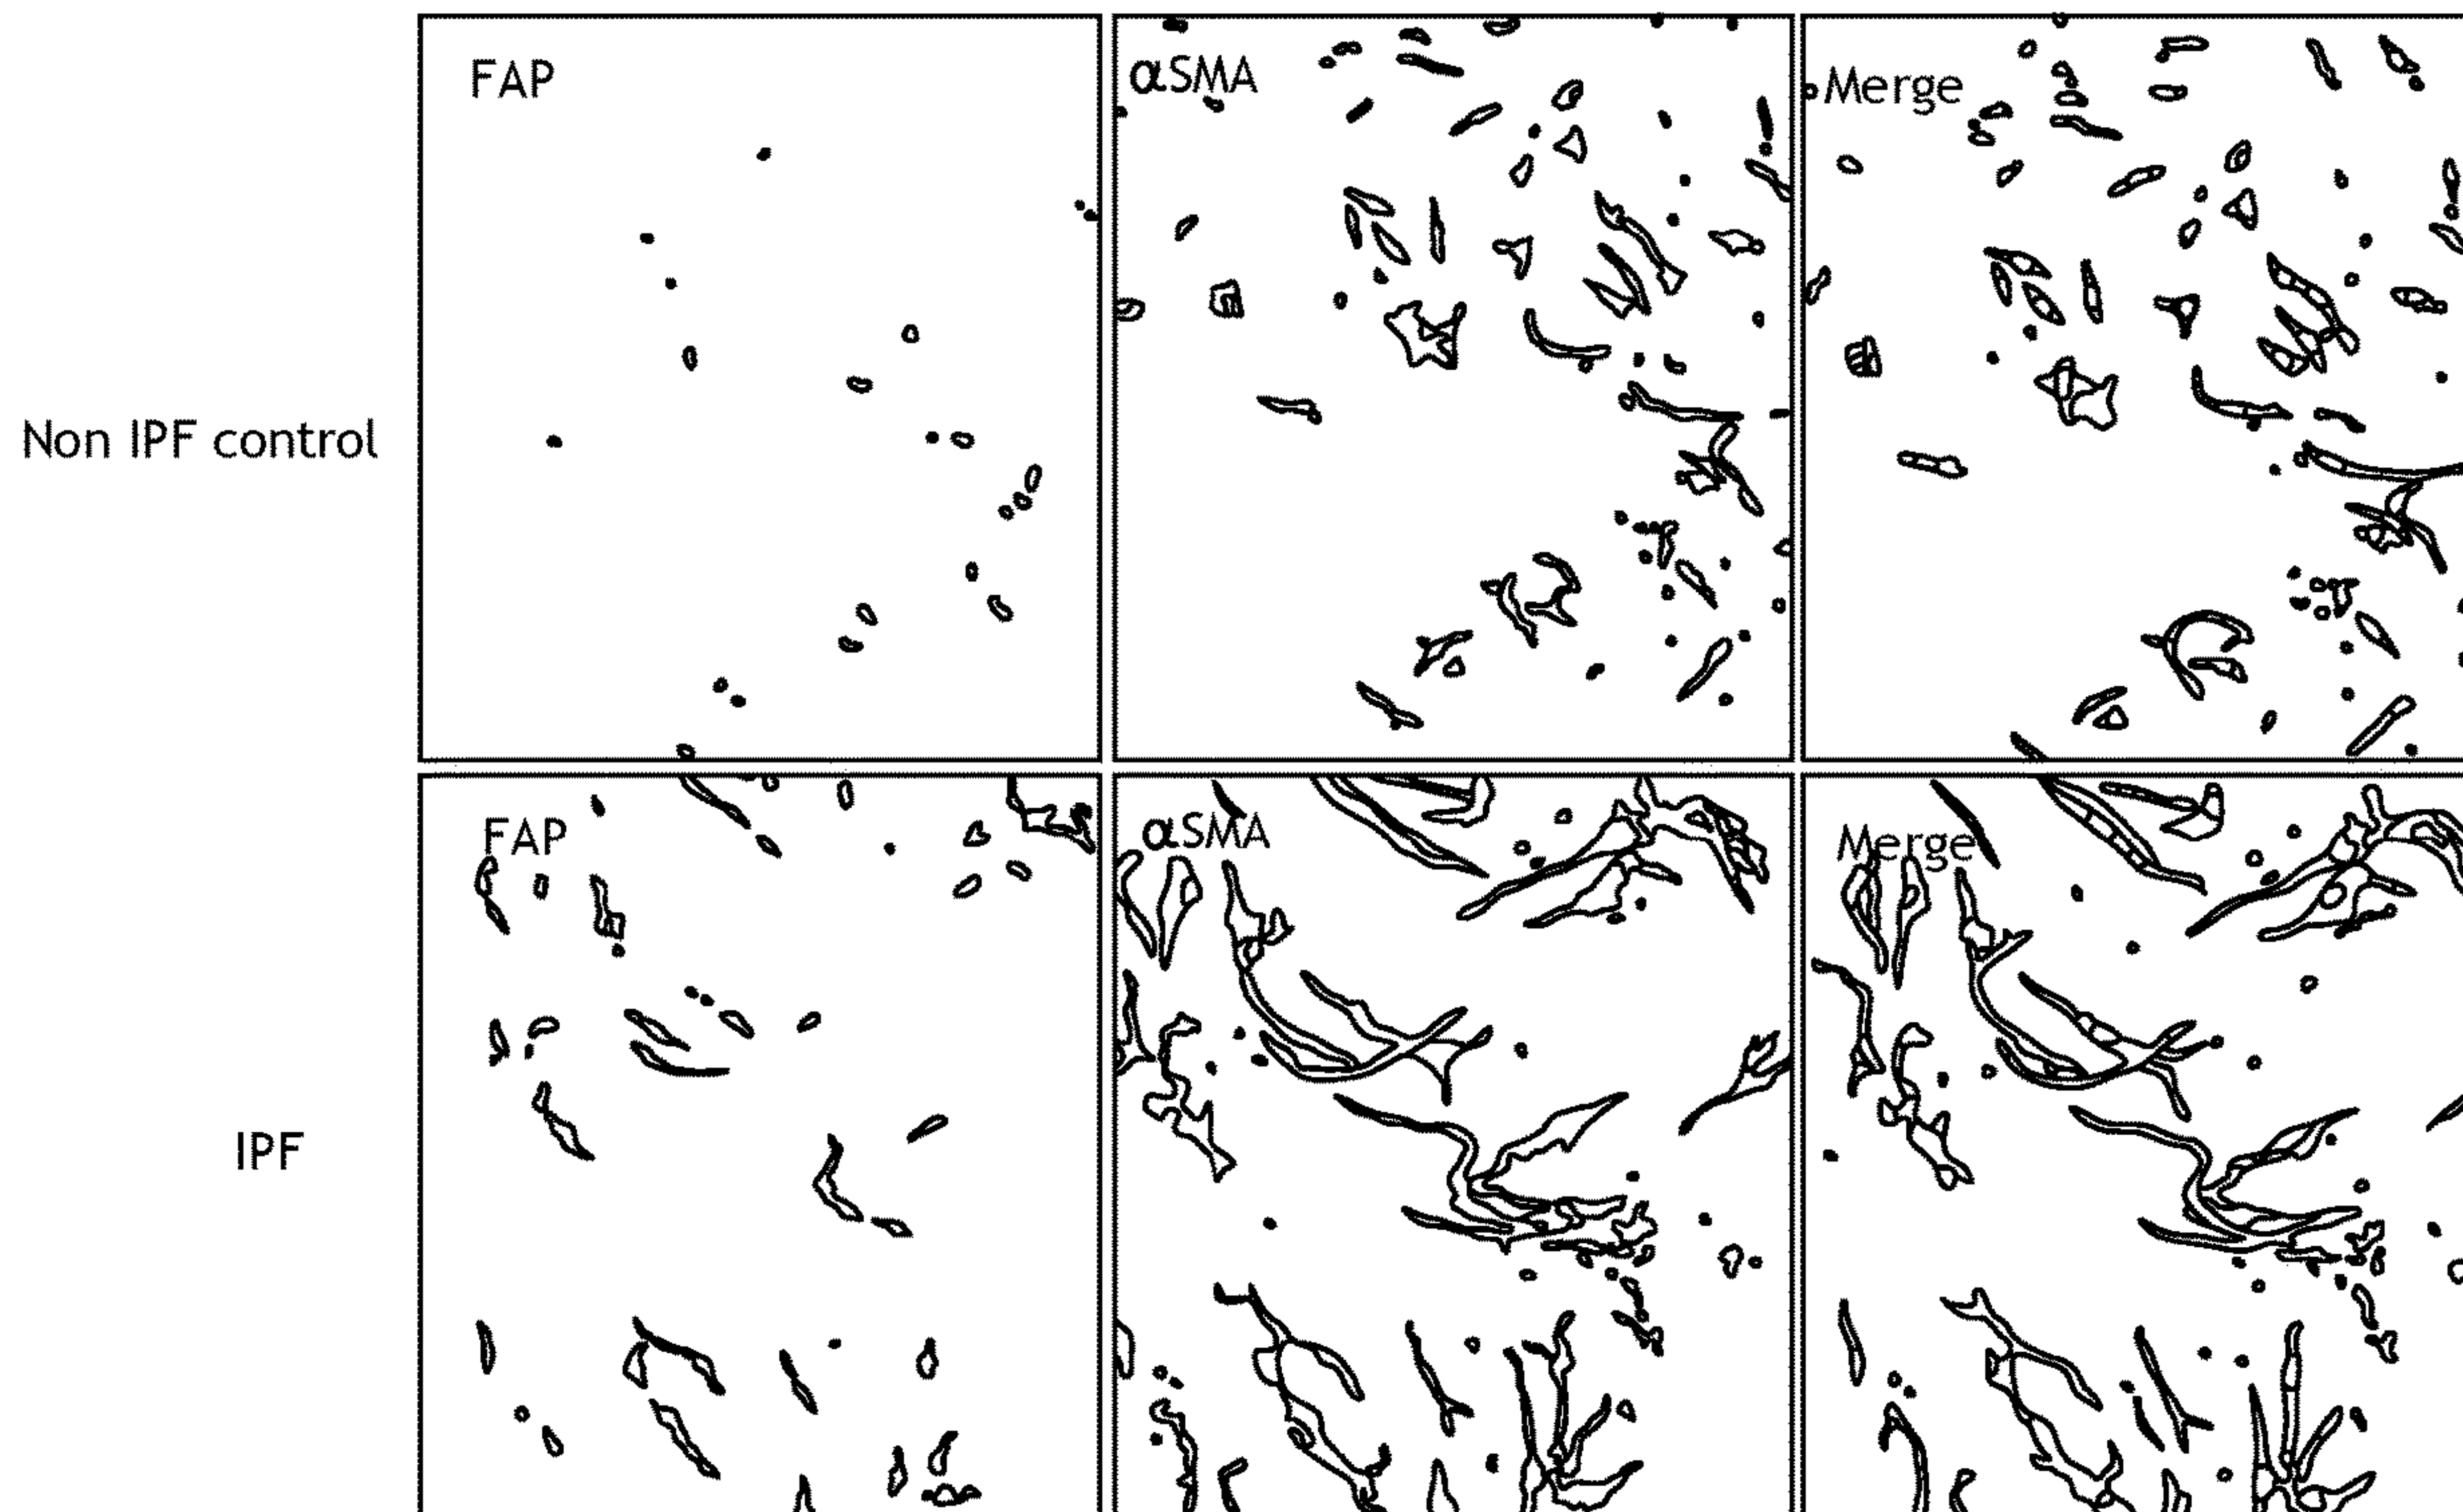 FAP
αSMA
Merge
Non IPF control
FAP
αSMA
Merge
IPF